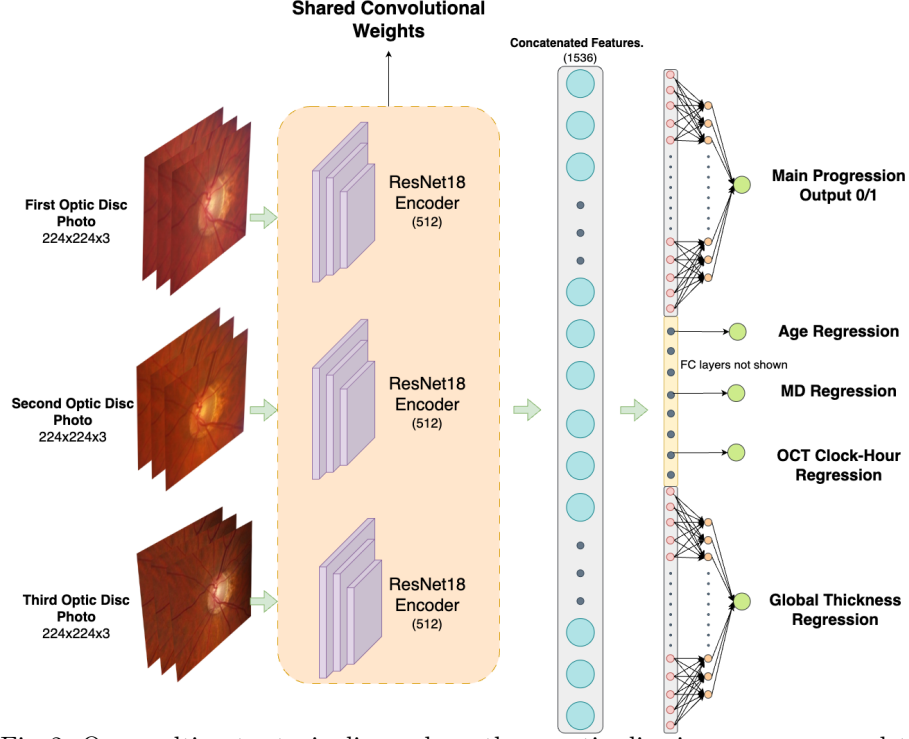 Shared Convolutional
Weights
Concatenated Features.
(1536)
First Optic Disc
Photo
224x224x3
ResNet18
Encoder
(512)
Main Progression
Output 0/1
Second Optic Disc
Photo
224x224x3
ResNet18
Encoder
(512)
Age Regression
FC layers not shown
MD Regression
OCT Clock-Hour
Regression
Third Optic Disc
Photo
224x224x3
ResNet18
Encoder
(512)
Global Thickness
Regression